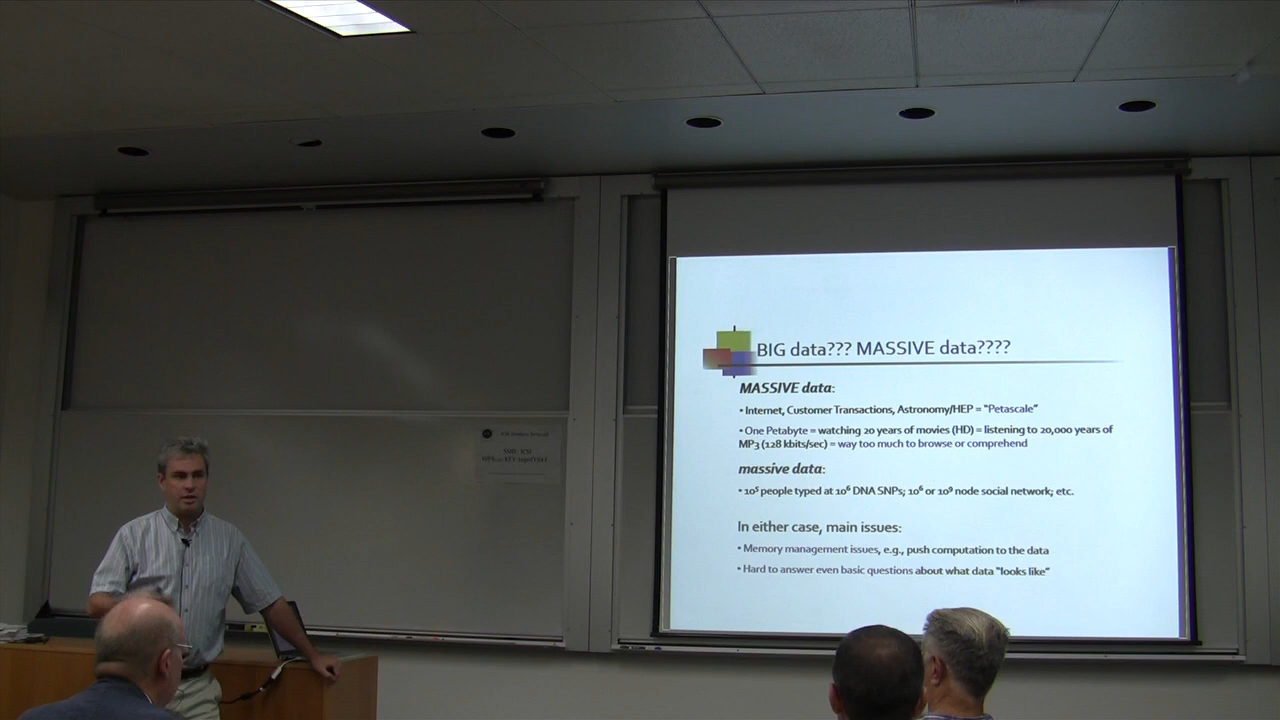 BIG data??? MASSIVE data????
MASSIVE data:
• Internet, Customer Transactions, Astronomy/HEP = "Petascale"
• One Petabyte = watching 20 years of movies (HD) = listening to 20,000 years of
MP3 (128 kbits/sec) = way too much to browse or comprehend
massive data:
• 10⁵ people typed at 10⁶ DNA SNPs; 10⁶ or 10⁹ node social network; etc.
In either case, main issues:
• Memory management issues, e.g., push computation to the data
• Hard to answer even basic questions about what data "looks like"